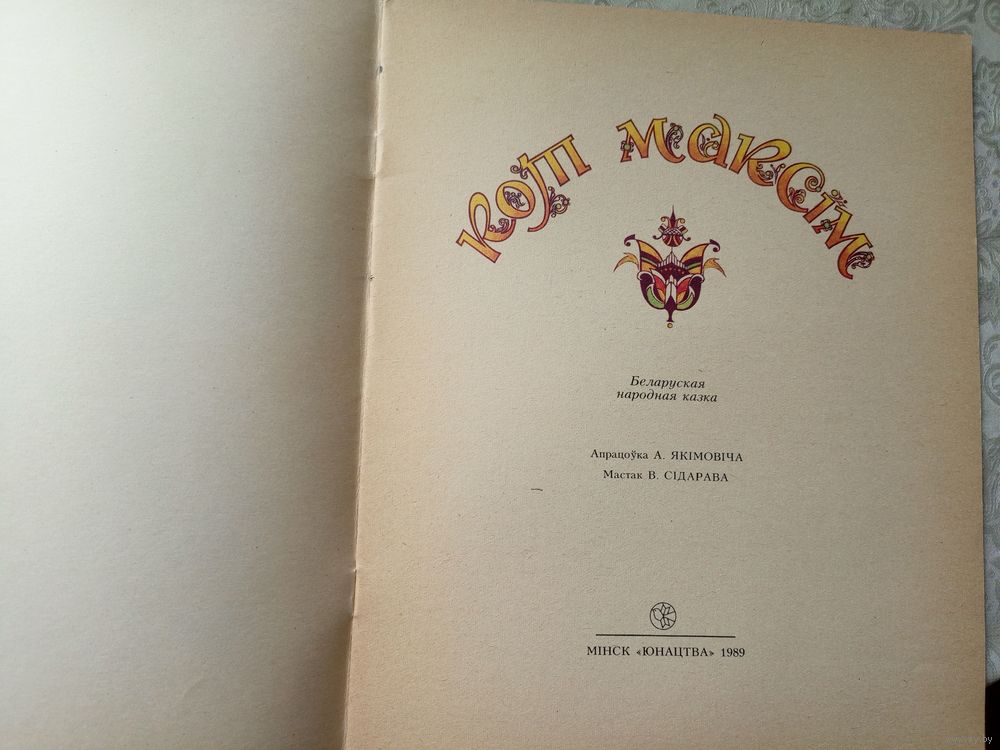 Кот Максім
Беларуская
народная казка
Апрацоўка А. ЯКІМОВІЧА
Мастак В. СІДАРАВА
МІНСК «ЮНАЦТВА» 1989